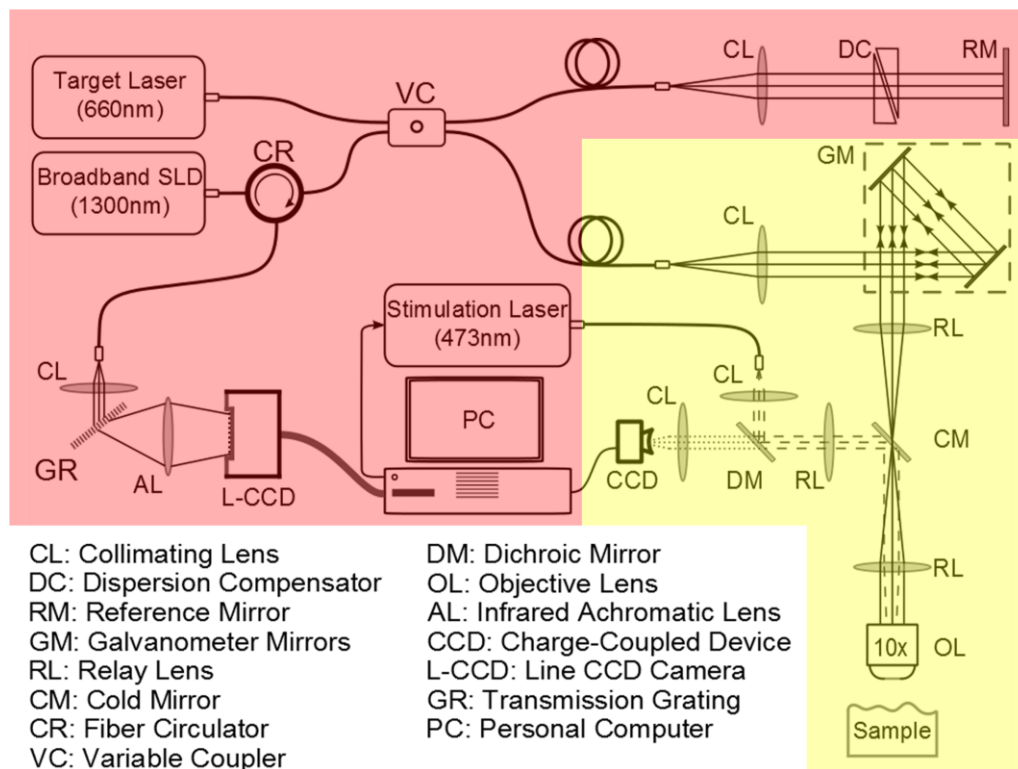 Target Laser
(660nm)
VC
CL
DC
RM
CR
Broadband SLD
(1300nm)
GM
CL
Stimulation Laser
(473nm)
RL
CL
CL
CL
PC
CM
GR
AL
L-CCD
CCD
DM
RL
RL
10x
OL
Sample
CL: Collimating Lens
DC: Dispersion Compensator
RM: Reference Mirror
GM: Galvanometer Mirrors
RL: Relay Lens
CM: Cold Mirror
CR: Fiber Circulator
VC: Variable Coupler
DM: Dichroic Mirror
OL: Objective Lens
AL: Infrared Achromatic Lens
CCD: Charge-Coupled Device
L-CCD: Line CCD Camera
GR: Transmission Grating
PC: Personal Computer